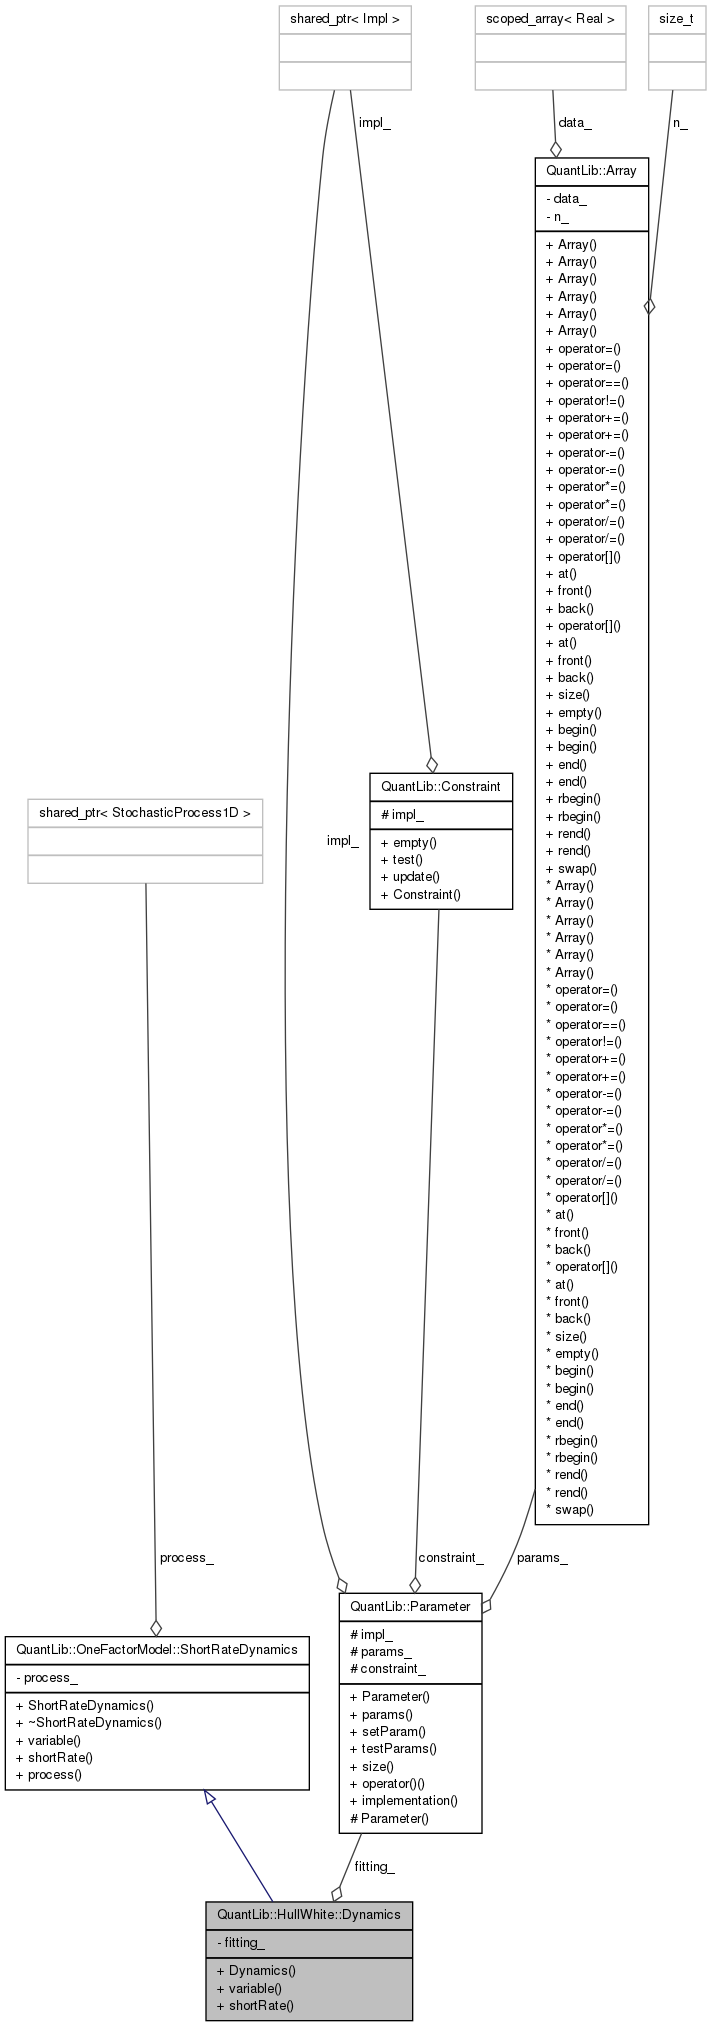 shared_ptr< Impl >
scoped_array< Real >
size_t
impl_
data_
n_
QuantLib::Array
- data_
- n_
+ Array()
+ Array()
+ Array()
+ Array()
+ Array()
+ Array()
+ operator=()
+ operator=()
+ operator==()
+ operator!=()
+ operator+=()
+ operator+=()
+ operator-=()
+ operator-=()
+ operator*=()
+ operator*=()
+ operator/=()
+ operator/=()
+ operator[]()
+ at()
+ front()
+ back()
+ operator[]()
+ at()
+ front()
+ back()
+ size()
+ empty()
+ begin()
+ begin()
+ end()
+ end()
+ rbegin()
+ rbegin()
+ rend()
+ rend()
+ swap()
* Array()
* Array()
* Array()
* Array()
* Array()
* Array()
* operator=()
* operator=()
* operator==()
* operator!=()
* operator+=()
* operator+=()
* operator-=()
* operator-=()
* operator*=()
* operator*=()
* operator/=()
* operator/=()
* operator[]()
* at()
* front()
* back()
* operator[]()
* at()
* front()
* back()
* size()
* empty()
* begin()
* begin()
* end()
* end()
* rbegin()
* rbegin()
* rend()
* rend()
* swap()
QuantLib::Constraint
# impl_
+ empty()
+ test()
+ update()
+ Constraint()
impl_
shared_ptr< StochasticProcess1D >
process_
constraint_
params_
QuantLib::Parameter
# impl_
# params_
# constraint_
+ Parameter()
+ params()
+ setParam()
+ testParams()
+ size()
+ operator()()
+ implementation()
# Parameter()
QuantLib::OneFactorModel::ShortRateDynamics
- process_
+ ShortRateDynamics()
+ ~ShortRateDynamics()
+ variable()
+ shortRate()
+ process()
fitting_
QuantLib::HullWhite::Dynamics
- fitting_
+ Dynamics()
+ variable()
+ shortRate()